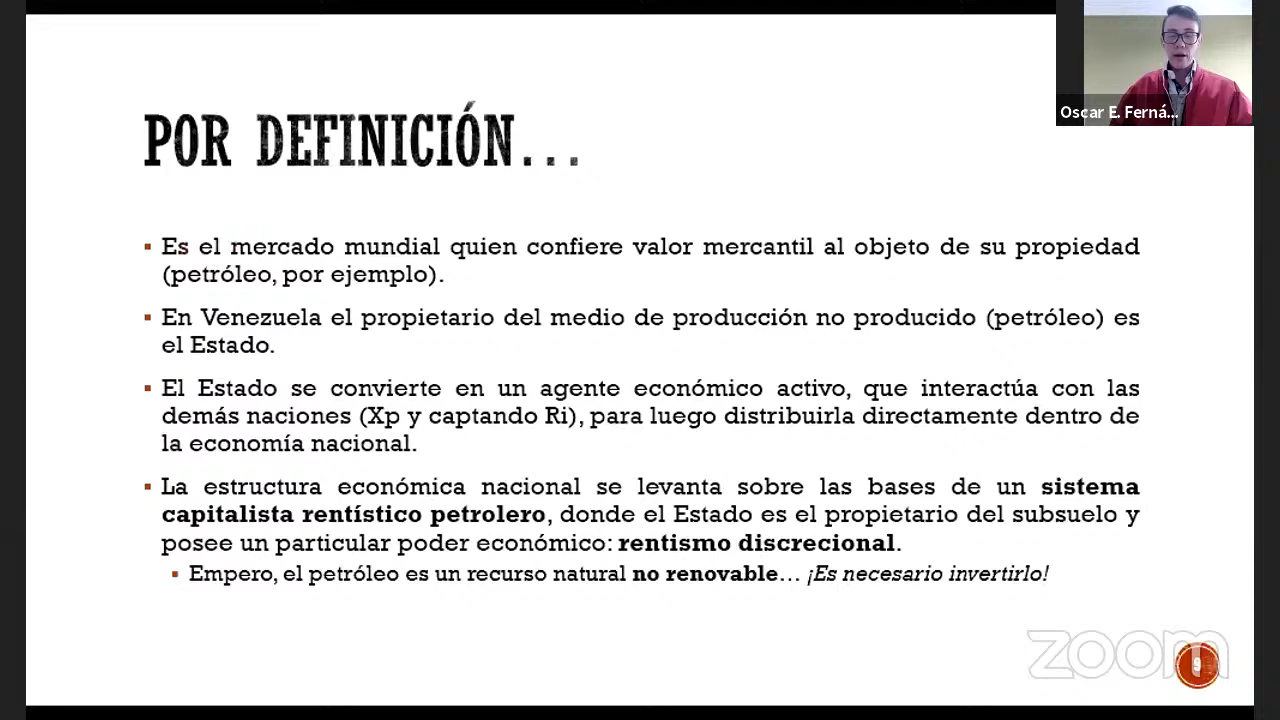 Oscar E. Ferná...
POR DEFINICIÓN...
▪ Es el mercado mundial quien confiere valor mercantil al objeto de su propiedad
(petróleo, por ejemplo).
▪ En Venezuela el propietario del medio de producción no producido (petróleo) es
el Estado.
▪ El Estado se convierte en un agente económico activo, que interactúa con las
demás naciones (Xp y captando Ri), para luego distribuirla directamente dentro de
la economía nacional.
▪ La estructura económica nacional se levanta sobre las bases de un sistema
capitalista rentístico petrolero, donde el Estado es el propietario del subsuelo y
posee un particular poder económico: rentismo discrecional.
▪ Empero, el petróleo es un recurso natural no renovable... ¡Es necesario invertirlo!
zoom
9